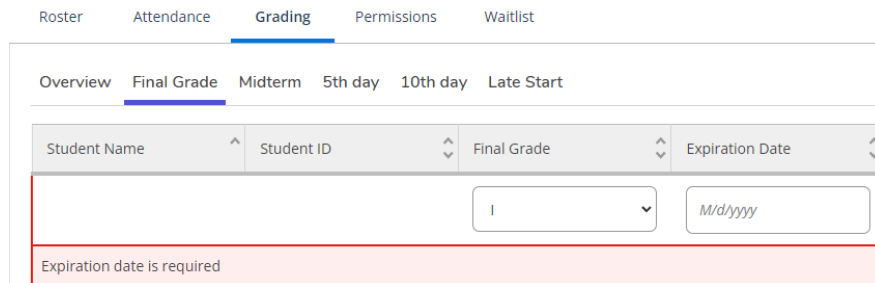 Roster Attendance Grading Permissions Waitlist
Overview Final Grade Midterm 5th day 10th day Late Start
Student Name Student ID Final Grade Expiration Date
I M/d/yyyy
Expiration date is required